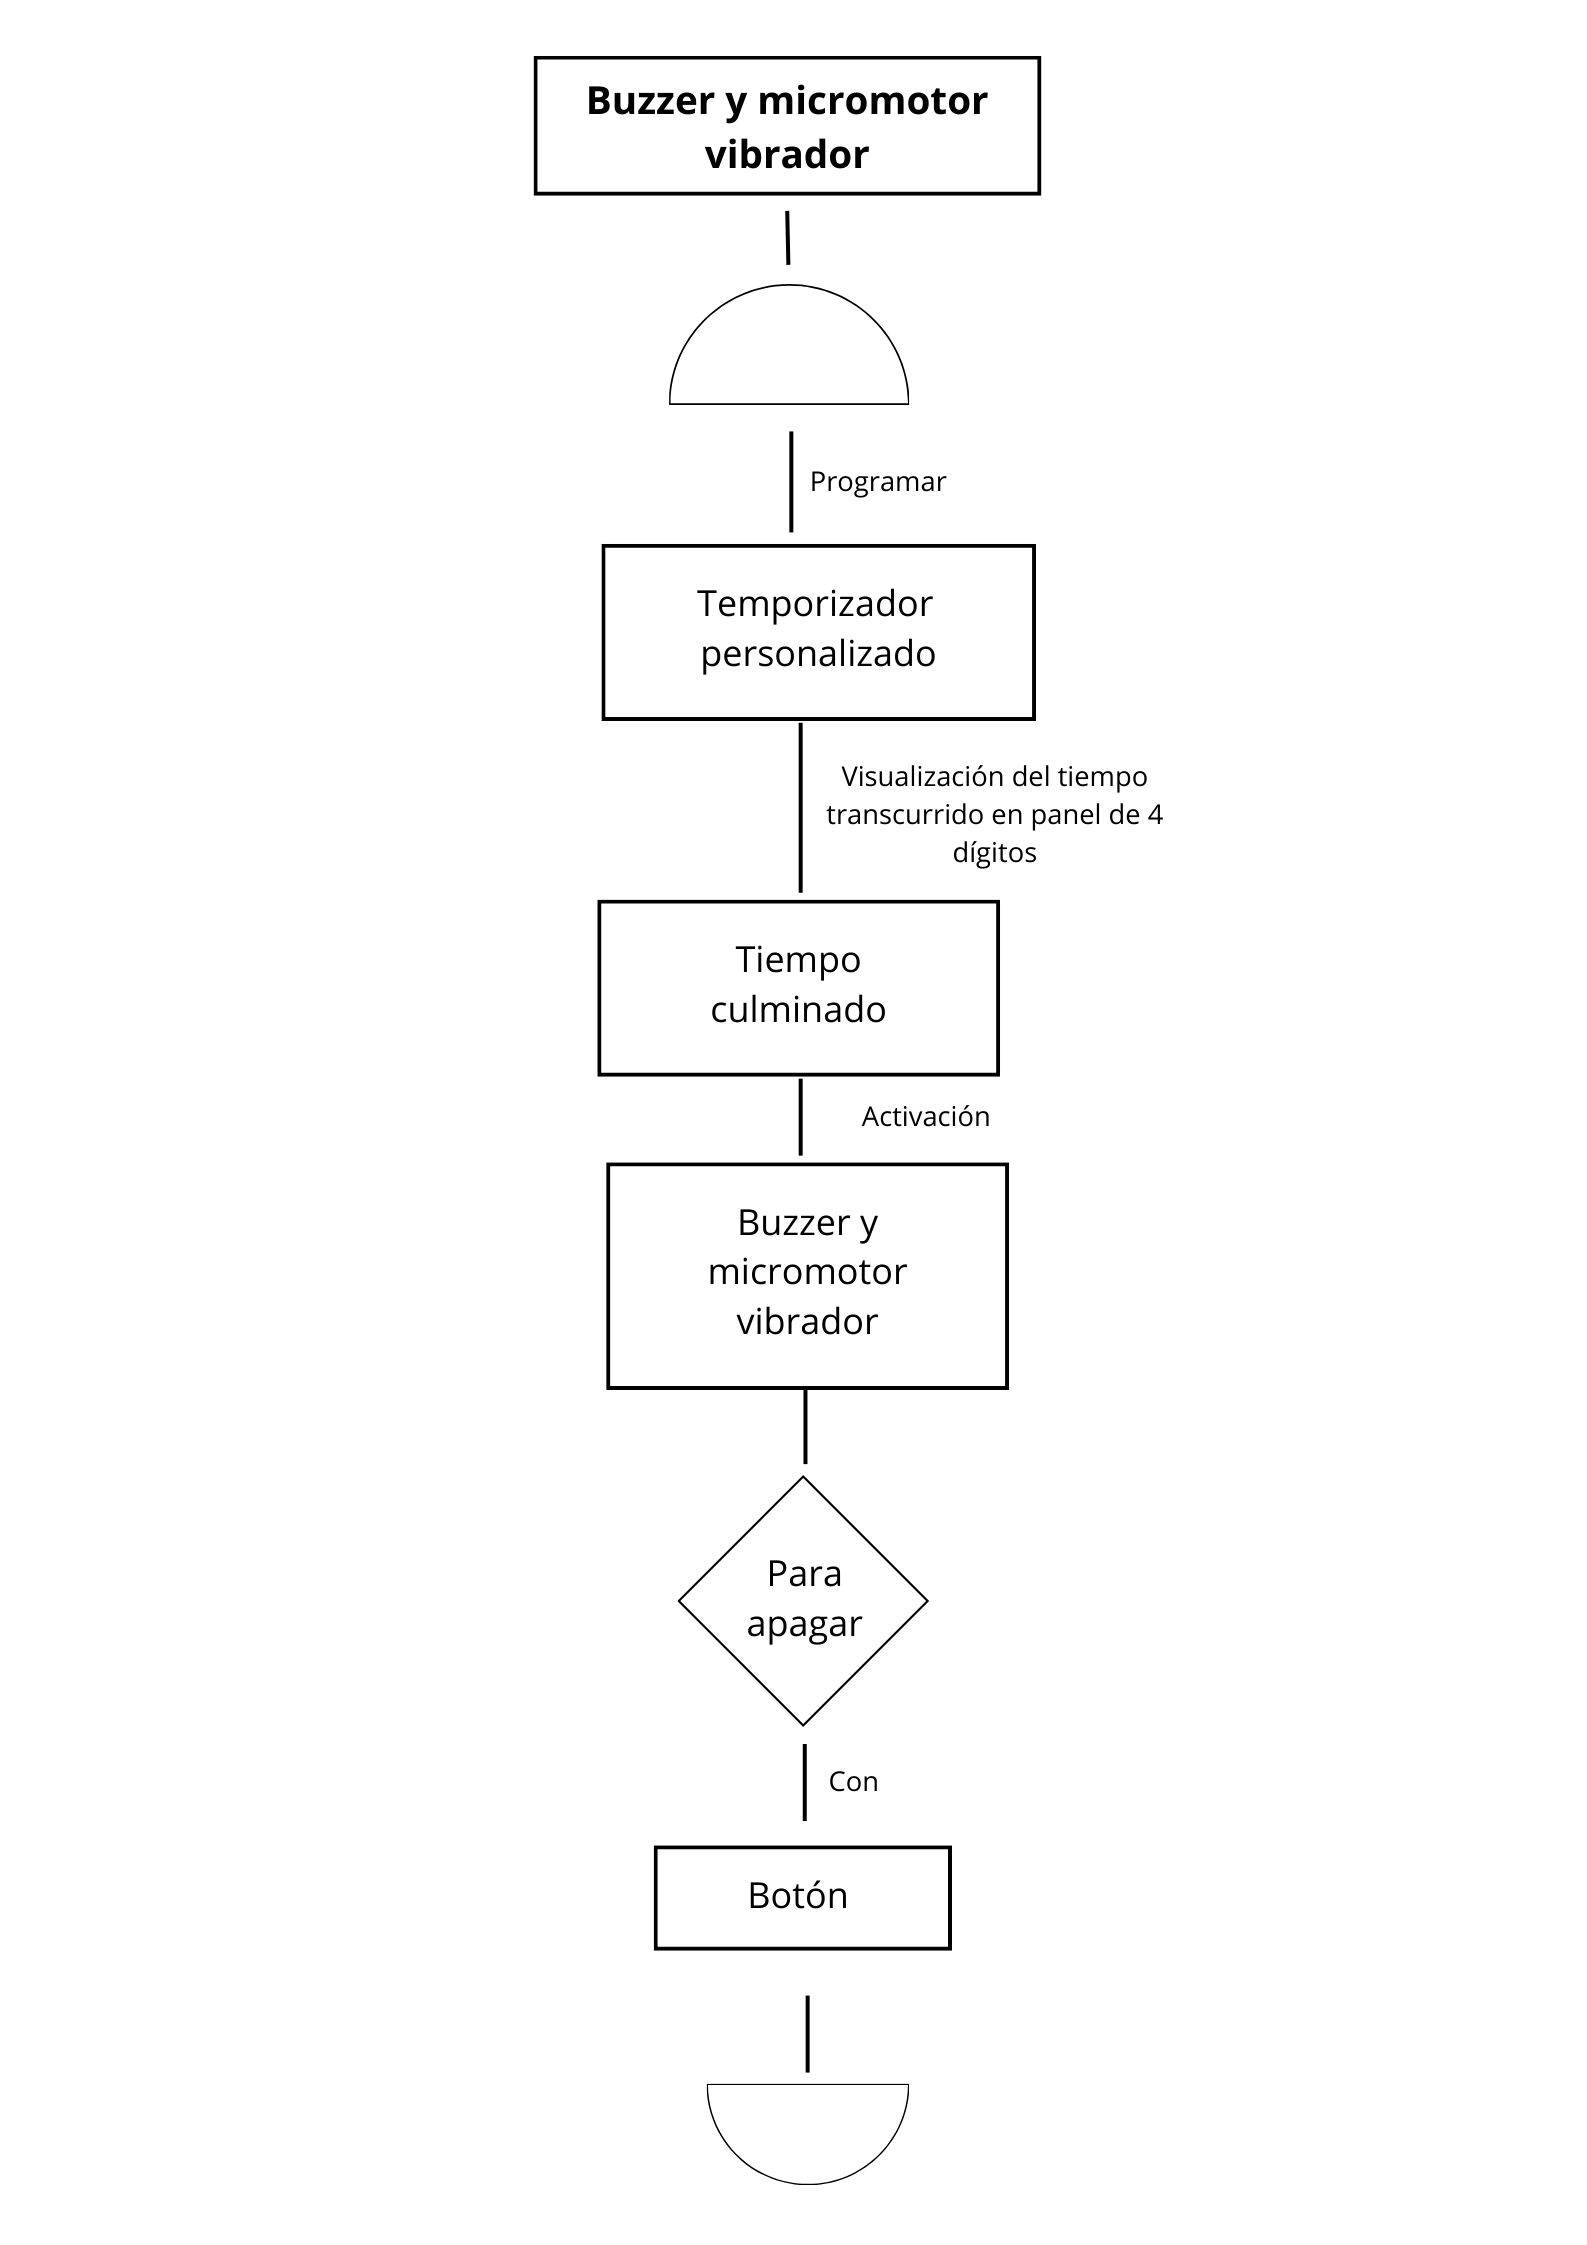 Buzzer y micromotor
vibrador
Programar
Temporizador
personalizado
Visualización del tiempo
transcurrido en panel de 4
dígitos
Tiempo
culminado
Activación
Buzzer y
micromotor
vibrador
Para
apagar
Con
Botón